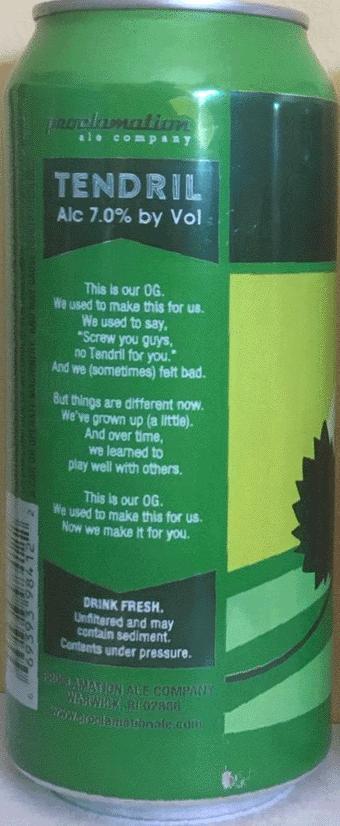 proclamation
ale company
TENDRIL
Alc 7.0% by Vol
This is our OG.
We used to make this for us.
We used to say,
"Screw you guys,
no Tendril for you."
And we (sometimes) felt bad.
But things are different now.
We've grown up (a little).
And over time,
we learned to
play well with others.
This is our OG.
We used to make this for us.
Now we make it for you.
DRINK FRESH.
Unfiltered and may
contain sediment.
Contents under pressure.
PROCLAMATION ALE COMPANY
WARWICK, RI 02886
www.proclamationale.com